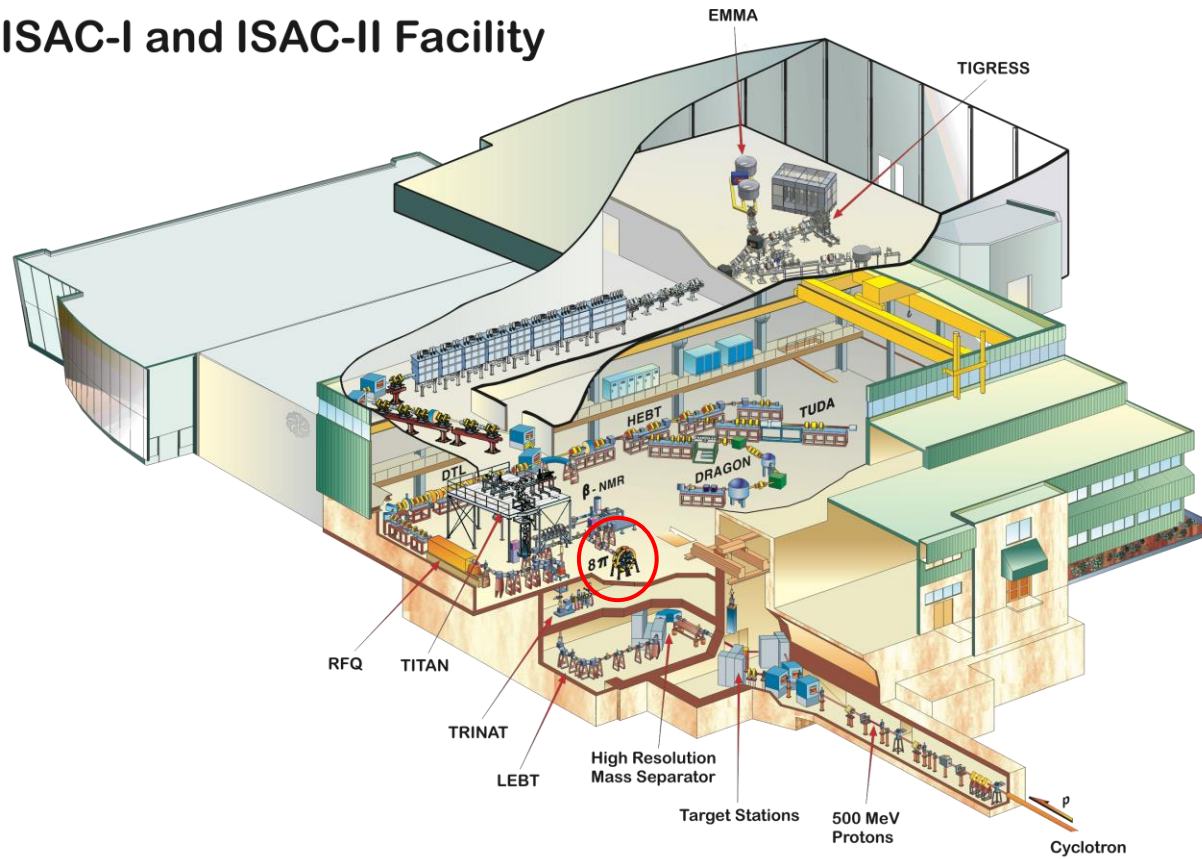 ISAC-I and ISAC-II Facility
EMMA
TIGRESS
HEBT
TUDA
DTL
DRAGON
β-NMR
8π
RFQ
TITAN
TRINAT
LEBT
High Resolution
Mass Separator
Target Stations
500 MeV
Protons
p
Cyclotron